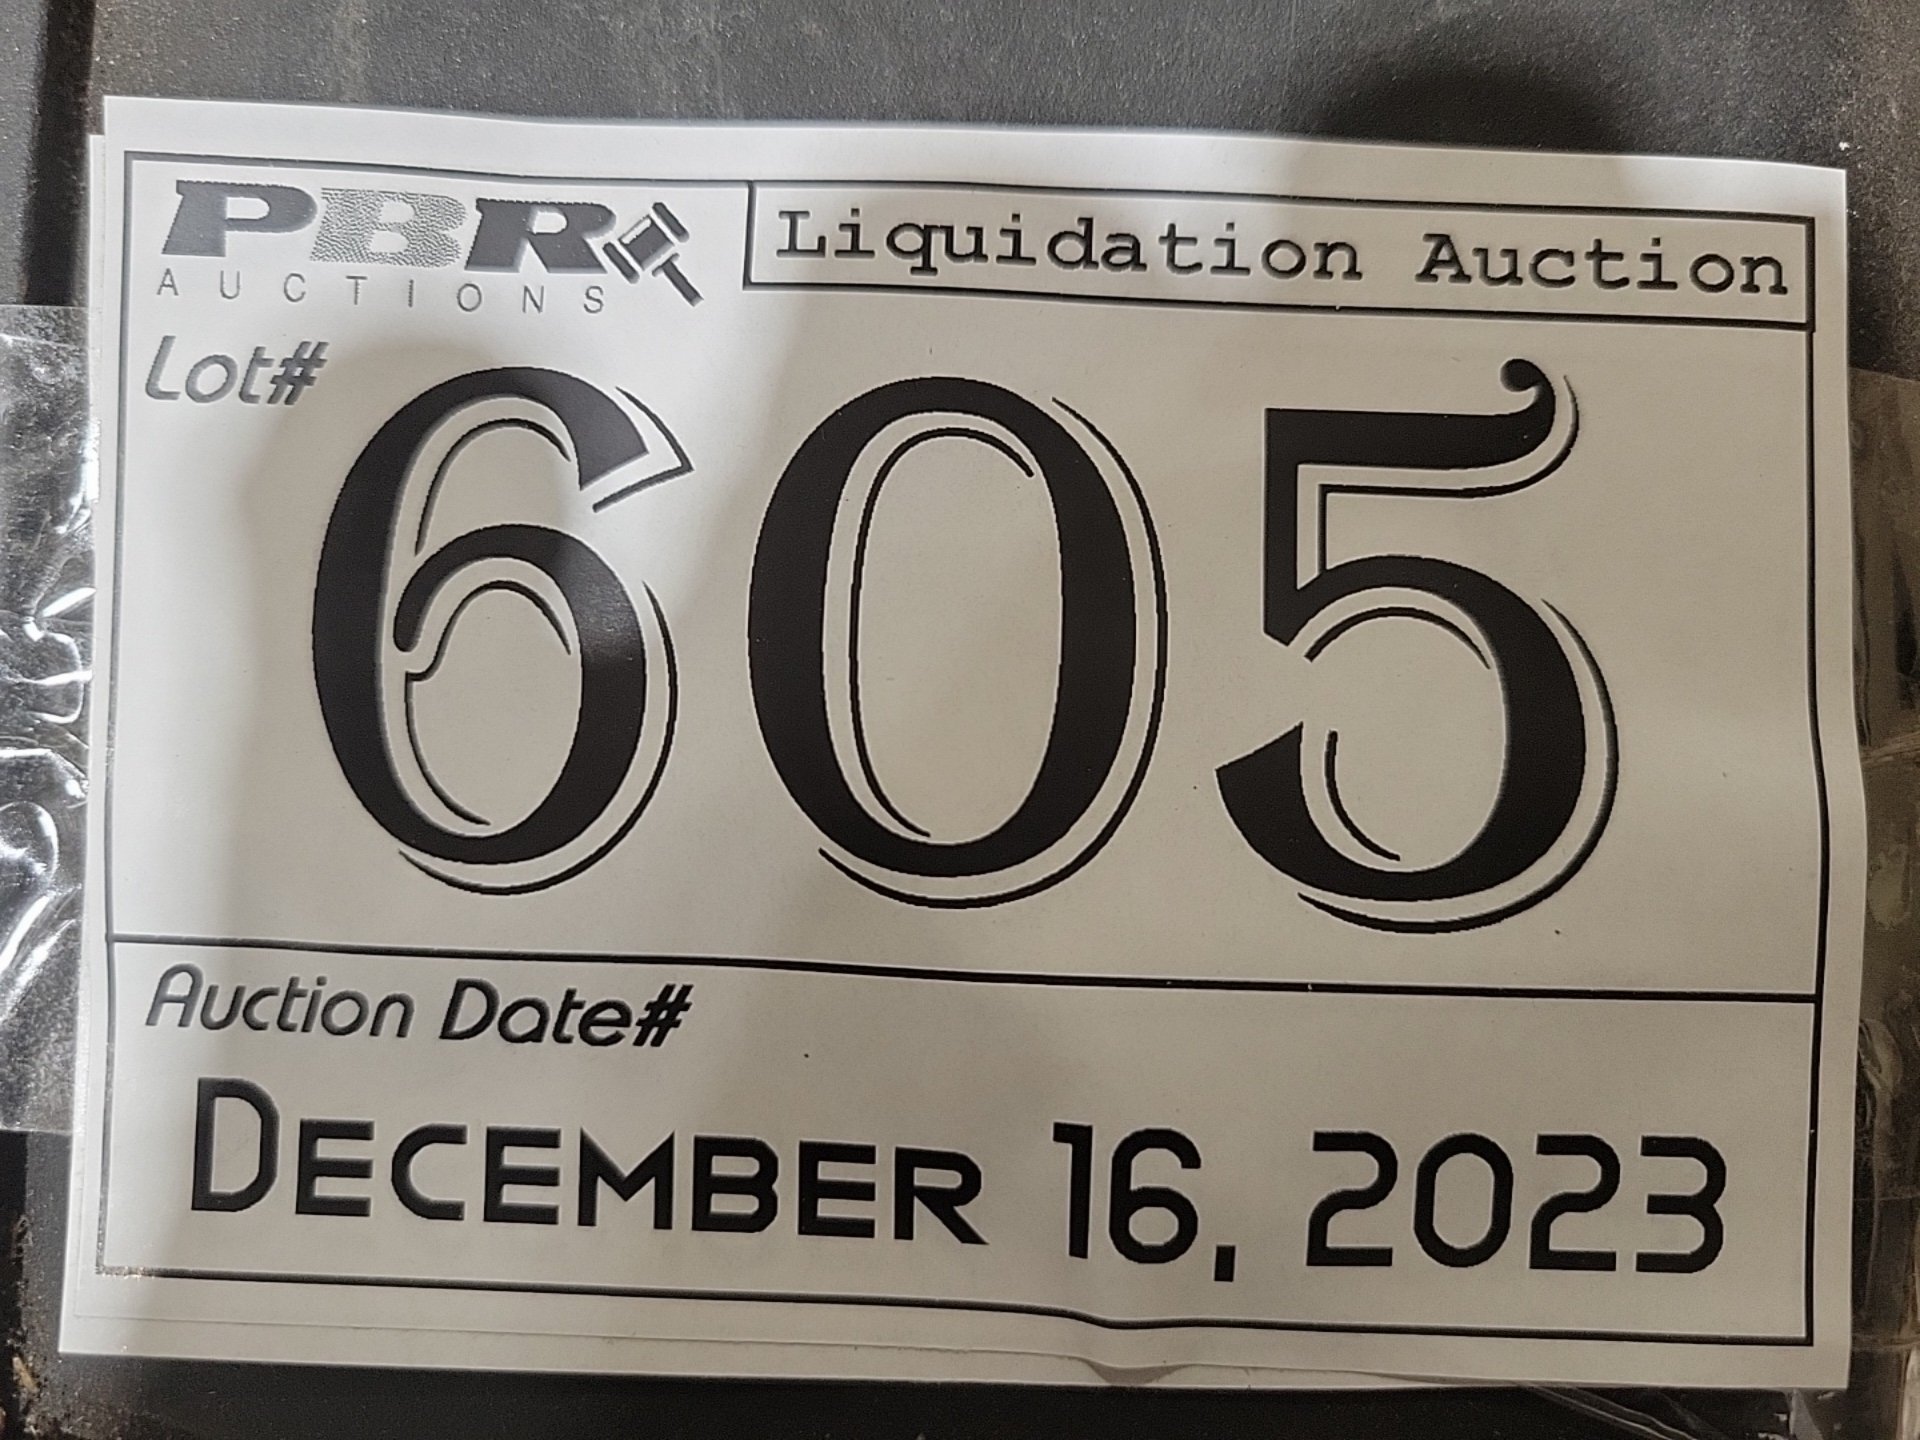 PBR
AUCTIONS
Liquidation Auction
Lot#
605
Auction Date#
DECEMBER 16, 2023